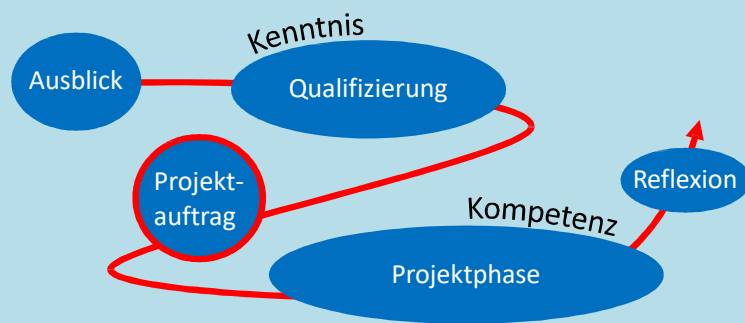 Kenntnis
Ausblick
Qualifizierung
Projekt-
auftrag
Reflexion
Kompetenz
Projektphase